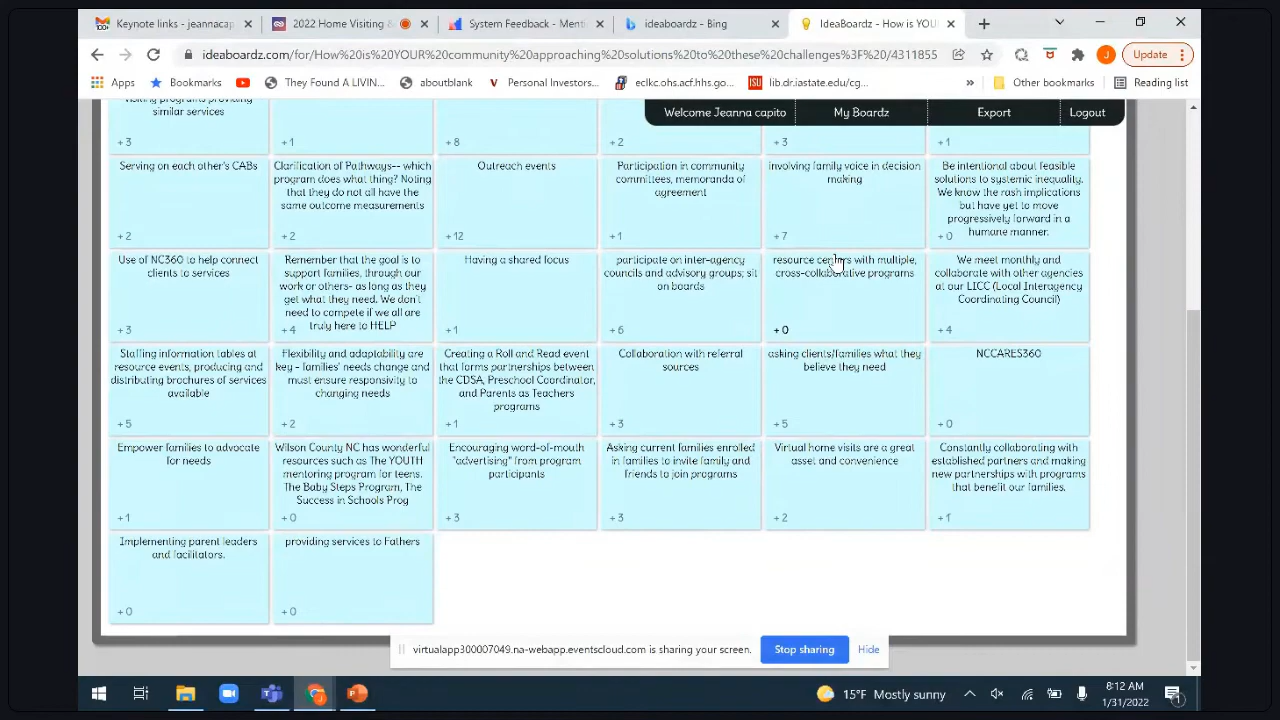 Keynote links - jeannacap
2022 Home Visiting &
System Feedback - Menti
ideaboardz - Bing
IdeaBoardz - How is YOUR
ideaboardz.com/for/How%20is%20YOUR%20community%20approaching%20solutions%20to%20these%20challenges%3F%20/4311855
J
Update
Apps
Bookmarks
They Found A LIVIN...
aboutblank
Personal Investors...
eclkc.ohs.acf.hhs.go...
lib.dr.iastate.edu/cg...
»
Other bookmarks
Reading list
Welcome Jeanna capito
My Boardz
Export
Logout
visiting programs providing
similar services
+3
+1
+8
+2
+3
+1
Serving on each other's CABs
+2
Clarification of Pathways-- which
program does what thing? Noting
that they do not all have the
same outcome measurements
+2
Outreach events
+12
Participation in community
committees, memoranda of
agreement
+1
involving family voice in decision
making
+7
Be intentional about feasible
solutions to systemic inequality.
We know the rash implications
but have yet to move
progressively forward in a
humane manner.
+0
Use of NC360 to help connect
clients to services
+3
Remember that the goal is to
support families, through our
work or others- as long as they
get what they need. We don't
need to compete if we all are
truly here to HELP
+4
Having a shared focus
+1
participate on inter-agency
councils and advisory groups; sit
on boards
+6
resource centers with multiple,
cross-collaborative programs
+0
We meet monthly and
collaborate with other agencies
at our LICC (Local Interagency
Coordinating Council)
+4
Staffing information tables at
resource events, producing and
distributing brochures of services
available
+5
Flexibility and adaptability are
key - families' needs change and
must ensure responsivity to
changing needs
+2
Creating a Roll and Read event
that forms partnerships between
the CDSA, Preschool Coordinator,
and Parents as Teachers
programs
+1
Collaboration with referral
sources
+3
asking clients/families what they
believe they need
+5
NCCARES360
+0
Empower families to advocate
for needs
+1
Wilson County NC has wonderful
resources such as The YOUTH
mentoring program for teens.
The Baby Steps Program, The
Success in Schools Prog
+0
Encouraging word-of-mouth
"advertising" from program
participants
+3
Asking current families enrolled
in families to invite family and
friends to join programs
+3
Virtual home visits are a great
asset and convenience
+2
Constantly collaborating with
established partners and making
new partnerships with programs
that benefit our families.
+1
Implementing parent leaders
and facilitators.
+0
providing services to Fathers
+0
virtualapp300007049.na-webapp.eventscloud.com is sharing your screen.
Stop sharing
Hide
15°F Mostly sunny
8:12 AM
1/31/2022
1